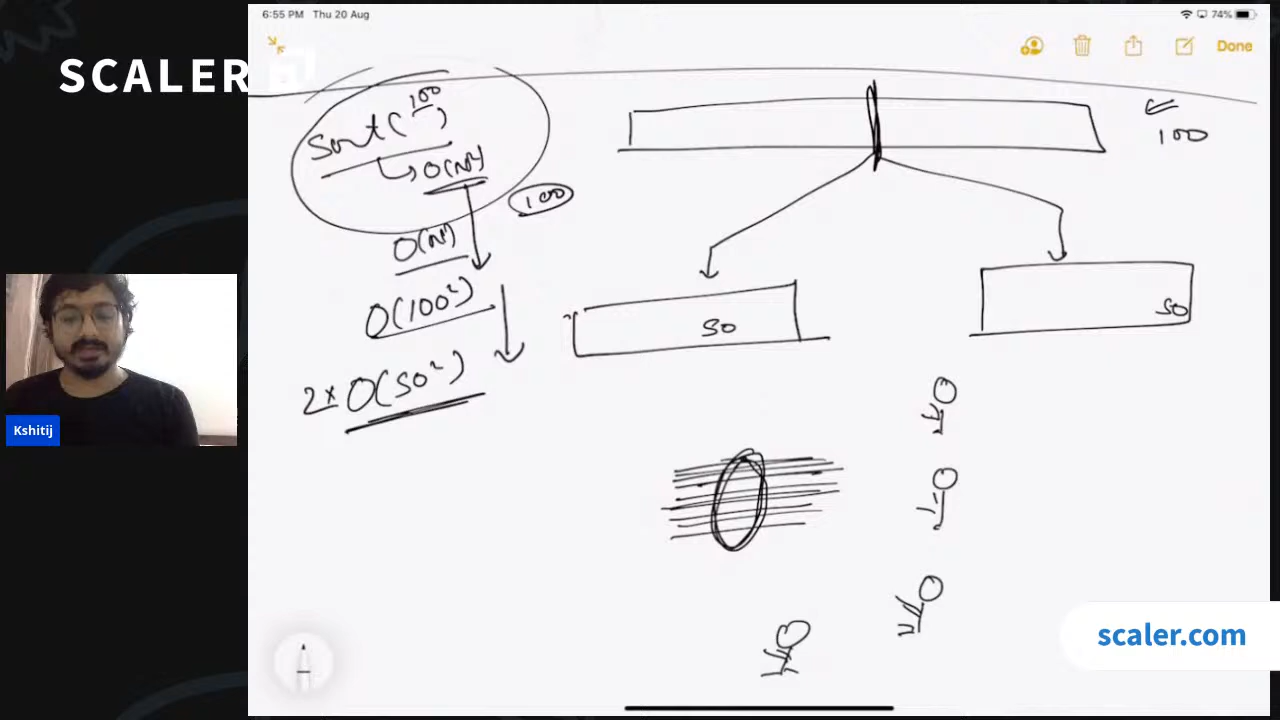 6:55 PM Thu 20 Aug
74%
SCALER
Done
100
Sort( )
O(N²)
100
100
O(N²)
O(100²)
2× O(50²)
50
50
Kshitij
scaler.com